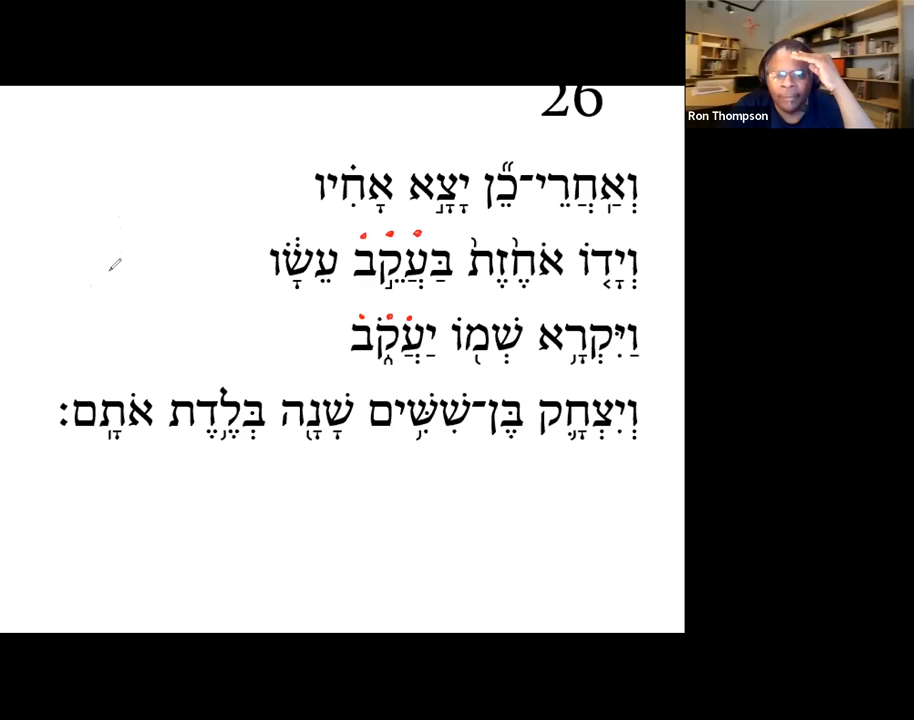 Ron Thompson
26
וְאַֽחֲרֵי־כֵ֞ן יָצָ֣א אָחִ֗יו
וְיָד֤וֹ אֹחֶ֙זֶת֙ בַּעֲקֵ֣ב עֵשָׂ֔ו
וַיִּקְרָ֥א שְׁמ֖וֹ יַעֲקֹ֑ב
וְיִצְחָ֛ק בֶּן־שִׁשִּׁ֥ים שָׁנָ֖ה בְּלֶ֥דֶת אֹתָֽם׃